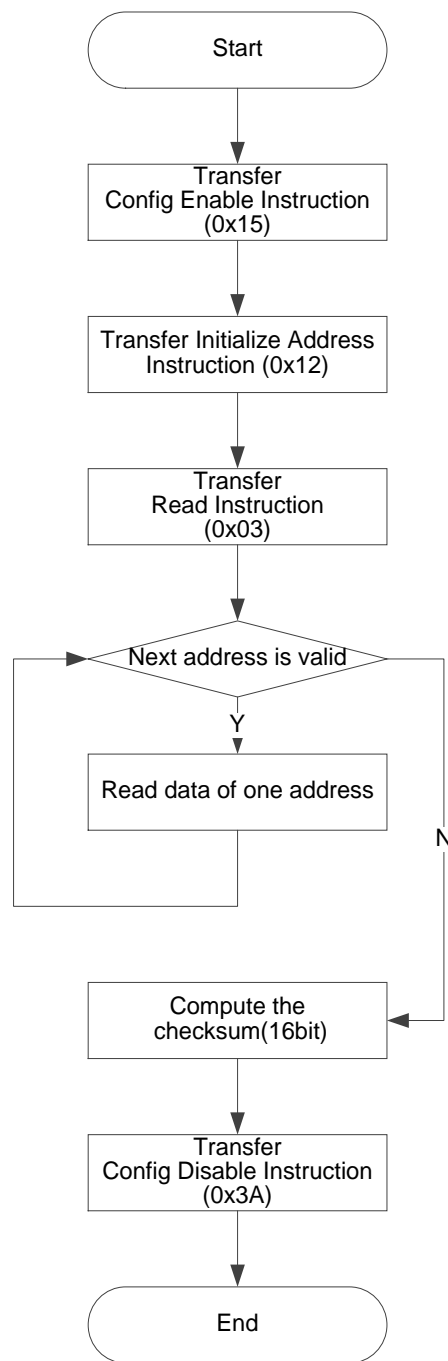 Start
Transfer
Config Enable Instruction
(0x15)
Transfer Initialize Address
Instruction (0x12)
Transfer
Read Instruction
(0x03)
Next address is valid
Y
Read data of one address
N
Compute the
checksum(16bit)
Transfer
Config Disable Instruction
(0x3A)
End